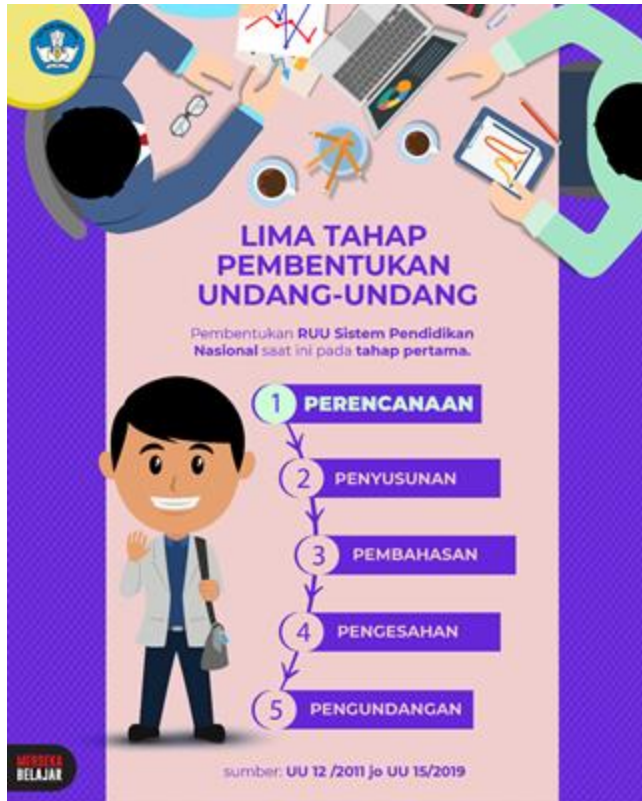 LIMA TAHAP
PEMBENTUKAN
UNDANG-UNDANG
Pembentukan RUU Sistem Pendidikan
Nasional saat ini pada tahap pertama.
1 PERENCANAAN
2 PENYUSUNAN
3 PEMBAHASAN
4 PENGESAHAN
5 PENGUNDANGAN
MERDEKA
BELAJAR
sumber: UU 12 /2011 jo UU 15/2019